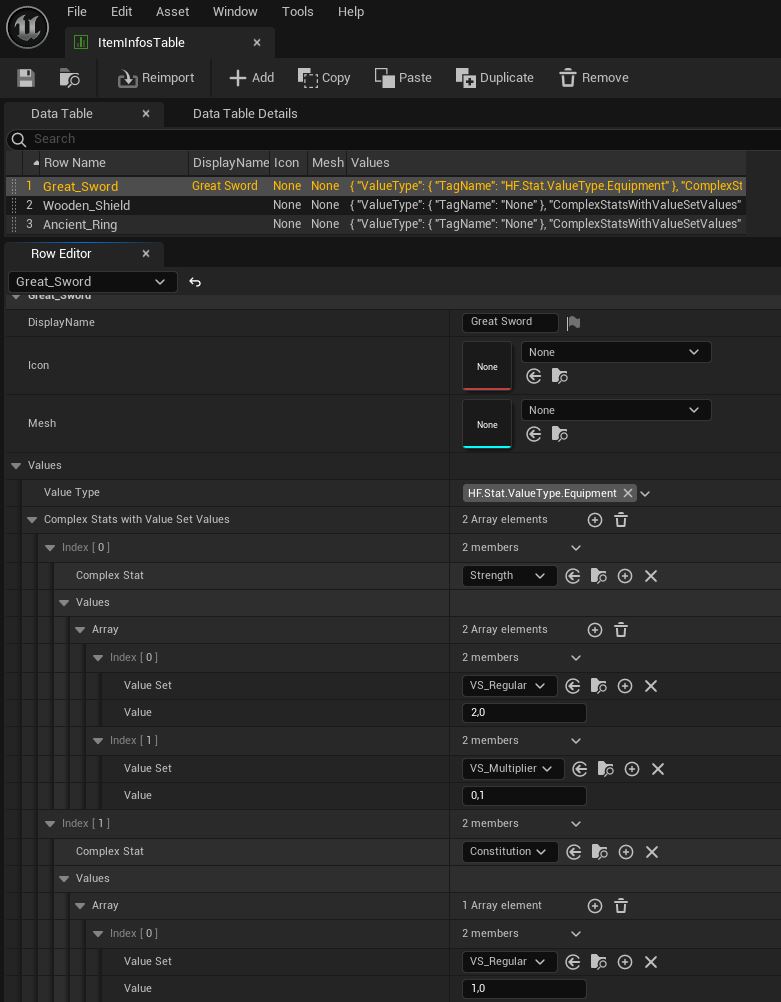 File Edit Asset Window Tools Help
ItemInfosTable
Reimport Add Copy Paste Duplicate Remove
Data Table Data Table Details
Search
Row Name DisplayName Icon Mesh Values
1 Great_Sword Great Sword None None { "ValueType": { "TagName": "HF.Stat.ValueType.Equipment" }, "ComplexSt
2 Wooden_Shield None None { "ValueType": { "TagName": "None" }, "ComplexStatsWithValueSetValues"
3 Ancient_Ring None None { "ValueType": { "TagName": "None" }, "ComplexStatsWithValueSetValues"
Row Editor
Great_Sword
Great_Sword
DisplayName Great Sword
Icon None None
Mesh None None
Values
Value Type HF.Stat.ValueType.Equipment
Complex Stats with Value Set Values 2 Array elements
Index [ 0 ] 2 members
Complex Stat Strength
Values
Array 2 Array elements
Index [ 0 ] 2 members
Value Set VS_Regular
Value 2,0
Index [ 1 ] 2 members
Value Set VS_Multiplier
Value 0,1
Index [ 1 ] 2 members
Complex Stat Constitution
Values
Array 1 Array element
Index [ 0 ] 2 members
Value Set VS_Regular
Value 1,0